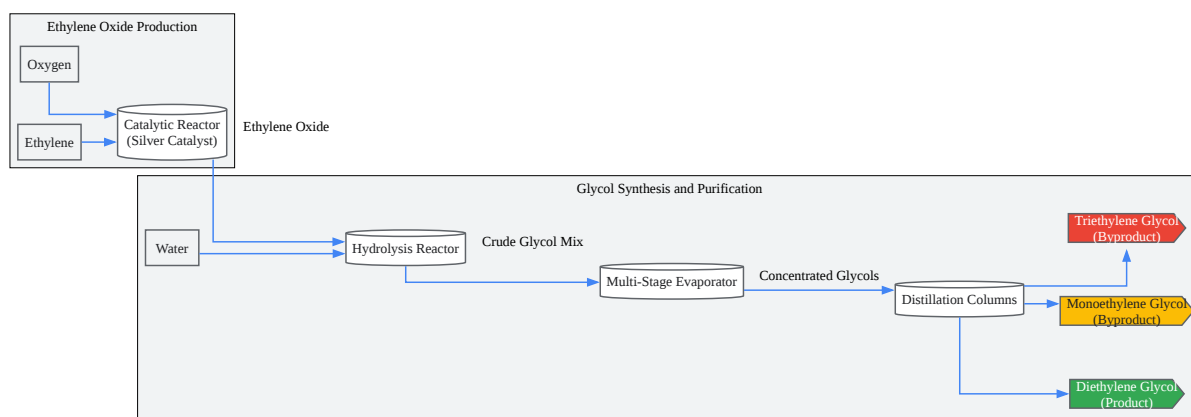 Ethylene Oxide Production
Oxygen
Ethylene
Catalytic Reactor
(Silver Catalyst)
Ethylene Oxide
Glycol Synthesis and Purification
Water
Hydrolysis Reactor
Crude Glycol Mix
Multi-Stage Evaporator
Concentrated Glycols
Distillation Columns
Triethylene Glycol
(Byproduct)
Monoethylene Glycol
(Byproduct)
Diethylene Glycol
(Product)